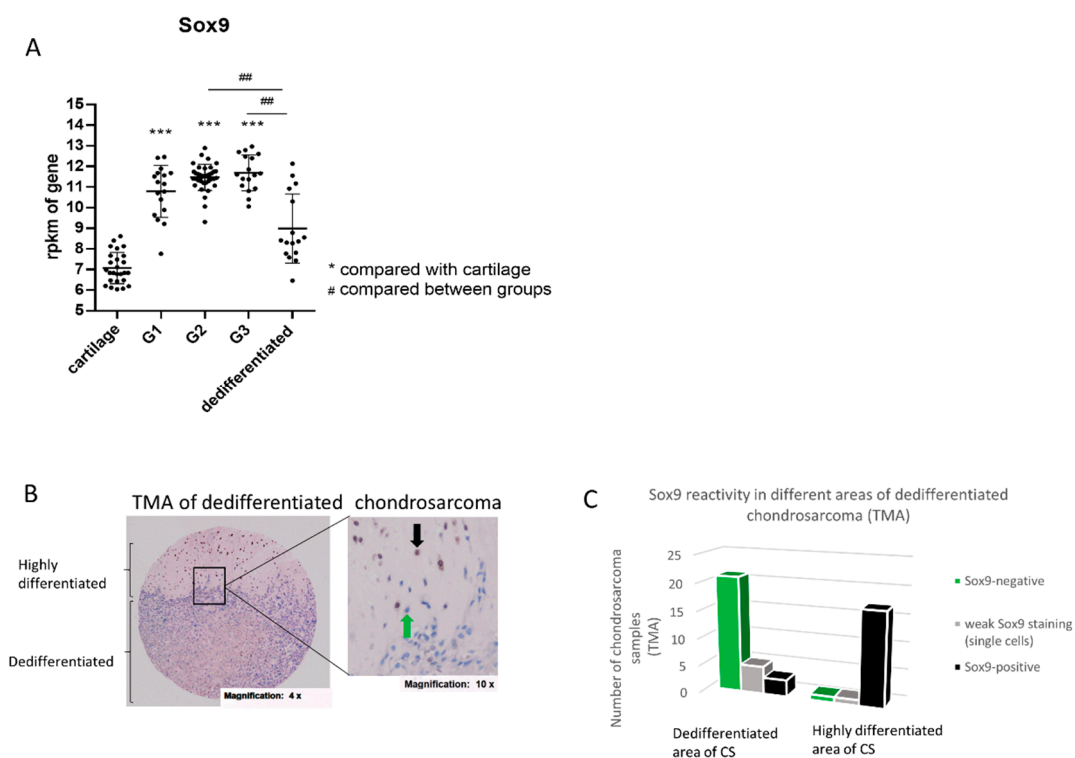 Sox9
A
##
##
***
***
***
rpkm of gene
15
14
13
12
11
10
9
8
7
6
5
cartilage
G1
G2
G3
dedifferentiated
* compared with cartilage
# compared between groups
B
TMA of dedifferentiated chondrosarcoma
Highly
differentiated
Dedifferentiated
Magnification: 4 x
Magnification: 10 x
C
Sox9 reactivity in different areas of dedifferentiated
chondrosarcoma (TMA)
Number of chondrosarcoma
samples
(TMA)
25
20
15
10
5
0
Dedifferentiated
area of CS
Highly differentiated
area of CS
Sox9-negative
weak Sox9 staining
(single cells)
Sox9-positive